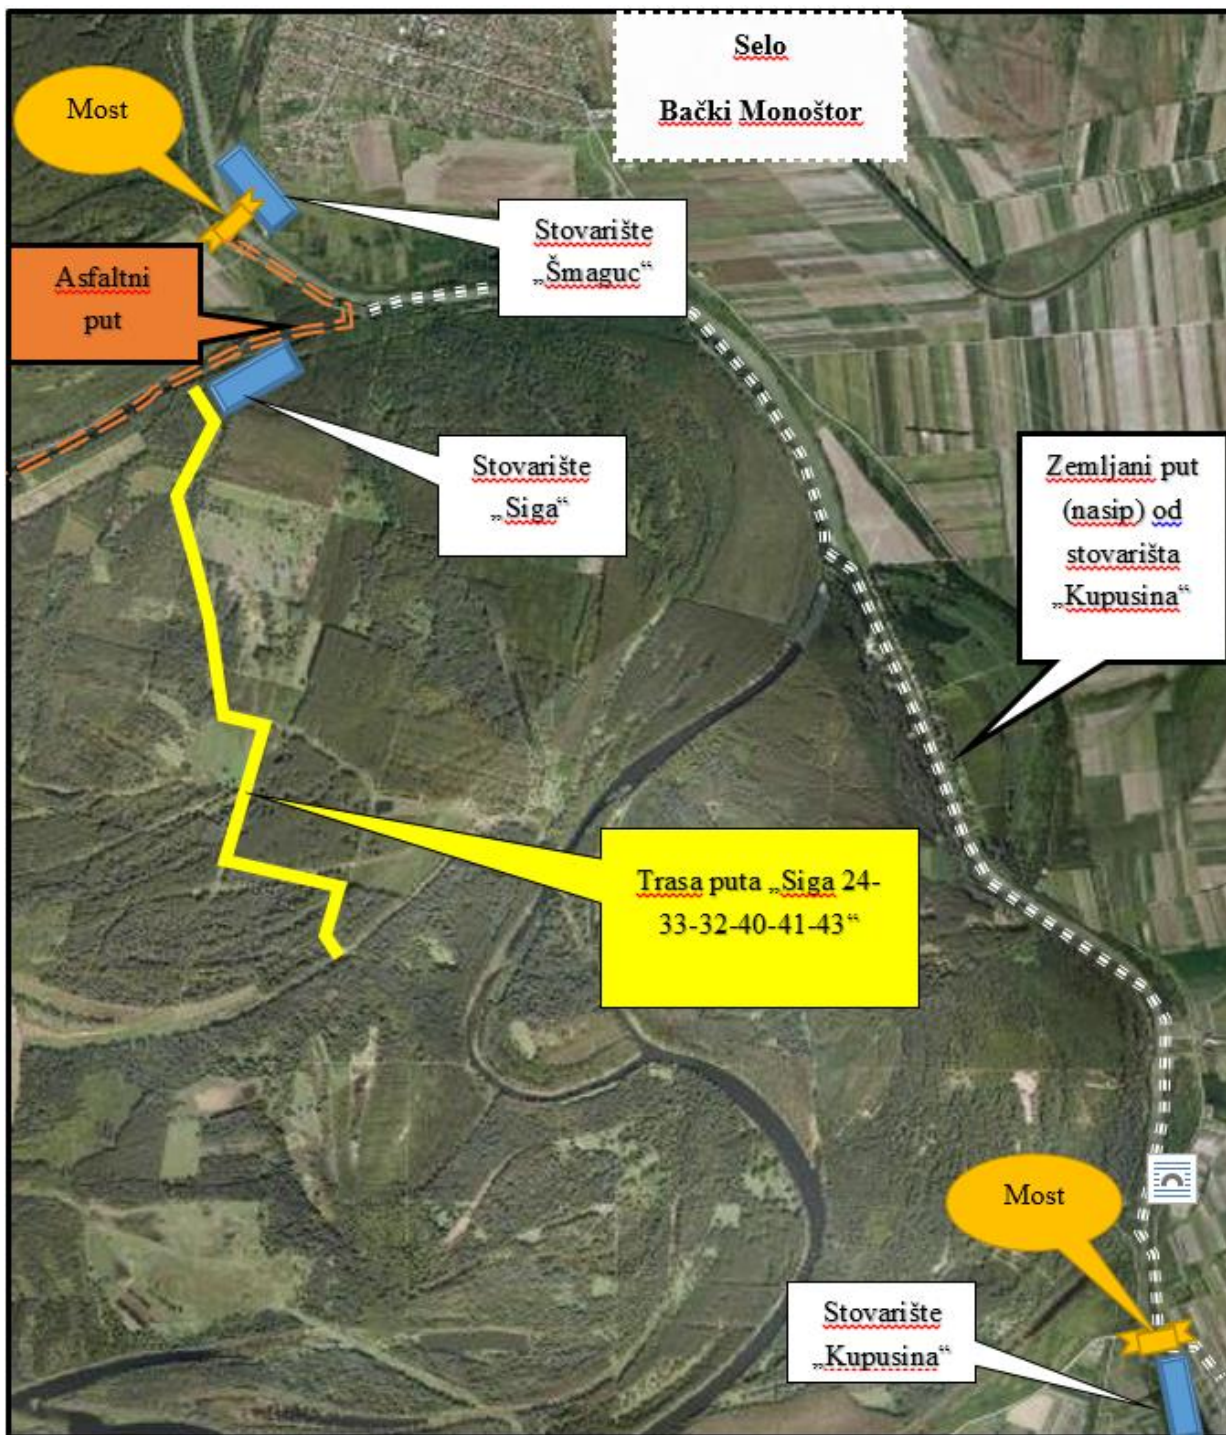 Selo
Bački Monoštor
Most
Stovarište
„Šmaguc“
Asfaltni
put
Stovarište
„Siga“
Zemljani put
(nasip) od
stovarišta
„Kupusina“
Trasa puta „Siga 24-
33-32-40-41-43“
Most
Stovarište
„Kupusina“